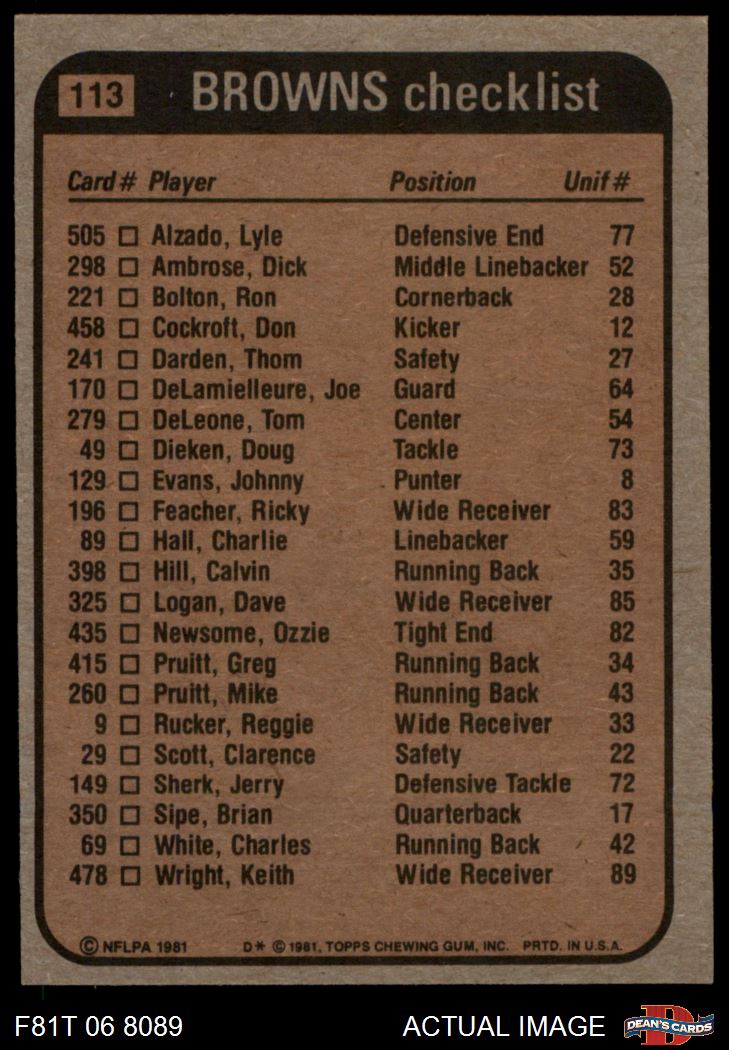 113 BROWNS checklist
Card # Player Position Unif #
505 Alzado, Lyle Defensive End 77
298 Ambrose, Dick Middle Linebacker 52
221 Bolton, Ron Cornerback 28
458 Cockroft, Don Kicker 12
241 Darden, Thom Safety 27
170 DeLamielleure, Joe Guard 64
279 DeLeone, Tom Center 54
49 Dieken, Doug Tackle 73
129 Evans, Johnny Punter 8
196 Feacher, Ricky Wide Receiver 83
89 Hall, Charlie Linebacker 59
398 Hill, Calvin Running Back 35
325 Logan, Dave Wide Receiver 85
435 Newsome, Ozzie Tight End 82
415 Pruitt, Greg Running Back 34
260 Pruitt, Mike Running Back 43
9 Rucker, Reggie Wide Receiver 33
29 Scott, Clarence Safety 22
149 Sherk, Jerry Defensive Tackle 72
350 Sipe, Brian Quarterback 17
69 White, Charles Running Back 42
478 Wright, Keith Wide Receiver 89
© NFLPA 1981 D* © 1981, TOPPS CHEWING GUM, INC. PRTD. IN U.S.A.
F81T 06 8089 ACTUAL IMAGE D DEAN'S CARDS